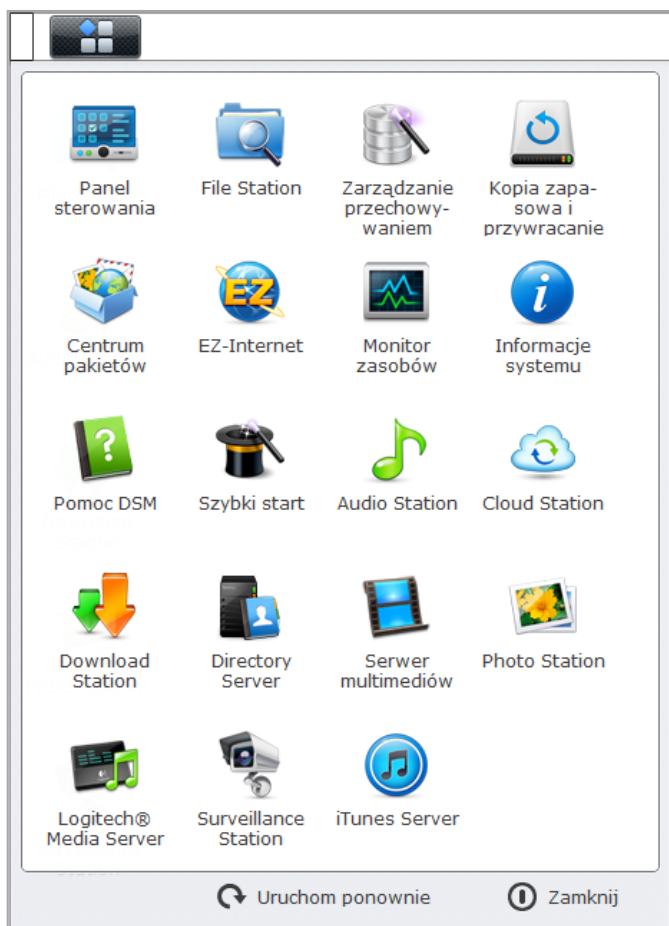 Panel
sterowania
File Station
Zarządzanie
przechowy-
waniem
Kopia zapa-
sowa i
przywracanie
Centrum
pakietów
EZ
EZ-Internet
Monitor
zasobów
Informacje
systemu
Pomoc DSM
Szybki start
Audio Station
Cloud Station
Download
Station
Directory
Server
Serwer
multimediów
Photo Station
Logitech®
Media Server
Surveillance
Station
iTunes Server
Uruchom ponownie
Zamknij